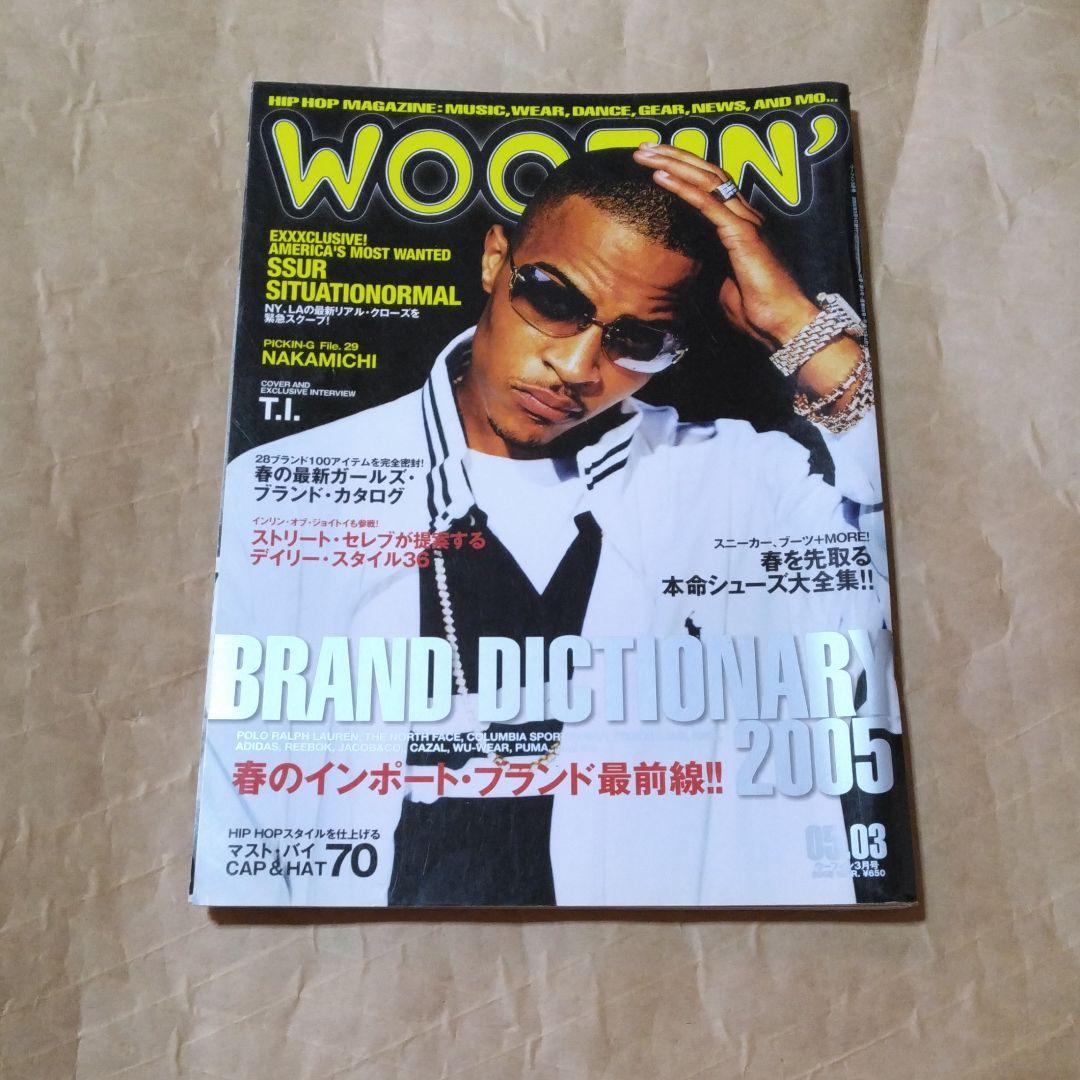 HIP HOP MAGAZINE: MUSIC, WEAR, DANCE, GEAR, NEWS, AND MO...
WOOFIN'
EXXXCLUSIVE!
AMERICA'S MOST WANTED
SSUR
SITUATIONORMAL
NY. LAの最新リアル・クローズを
緊急スクープ!
PICKIN-G File. 29
NAKAMICHI
COVER AND
EXCLUSIVE INTERVIEW
T.I.
28ブランド100アイテムを完全密封!
春の最新ガールズ・
ブランド・カタログ
インリン・オブ・ジョイトイも参戦!
ストリート・セレブが提案する
デイリー・スタイル36
スニーカー、ブーツ+MORE!
春を先取る
本命シューズ大全集!!
BRAND DICTIONARY
2005
POLO RALPH LAUREN, THE NORTH FACE, COLUMBIA SPOR
ADIDAS, REEBOK, JACOB&CO., CAZAL, WU-WEAR, PUMA
春のインポート・ブランド最前線!!
HIP HOPスタイルを仕上げる
マスト・バイ
CAP & HAT 70
05.03
ウーフィン3月号
2005 MAR. ¥650